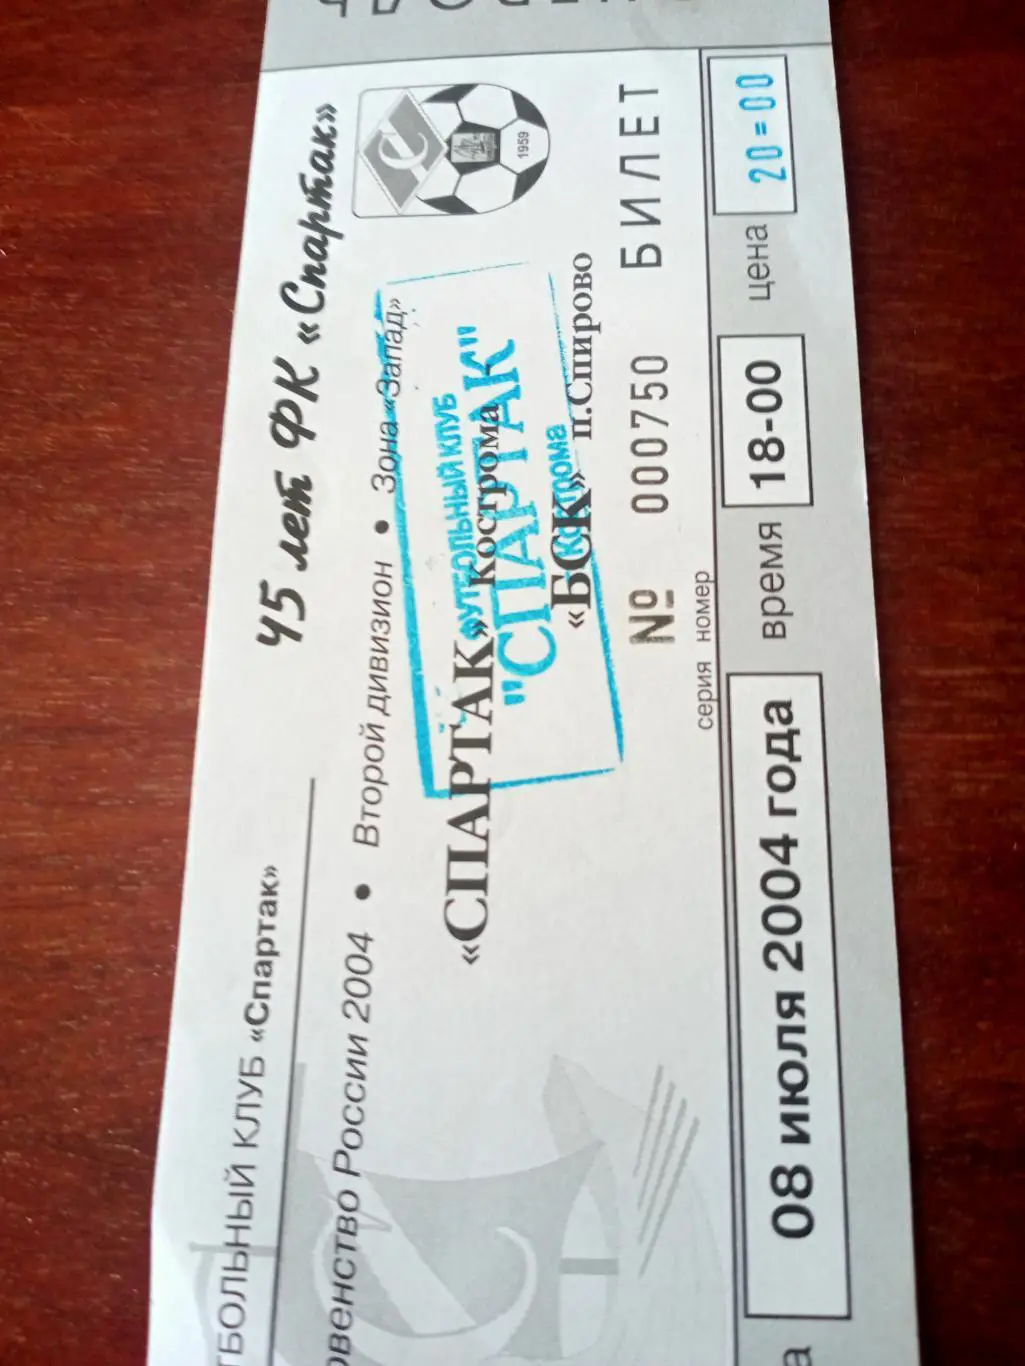 ТБОЛЬНЫЙ КЛУБ «Спартак»
45 лет ФК «Спартак»
1959
овенство России 2004 • Второй дивизион • Зона «Запад»
«СПАРТАК» Кострома
ФУТБОЛЬНЫЙ КЛУБ
"СПАРТАК"
Кострома
«БСК» п.Спирово
№ 000750 БИЛЕТ
серия номер
а 08 июля 2004 года время 18-00 цена 20=00